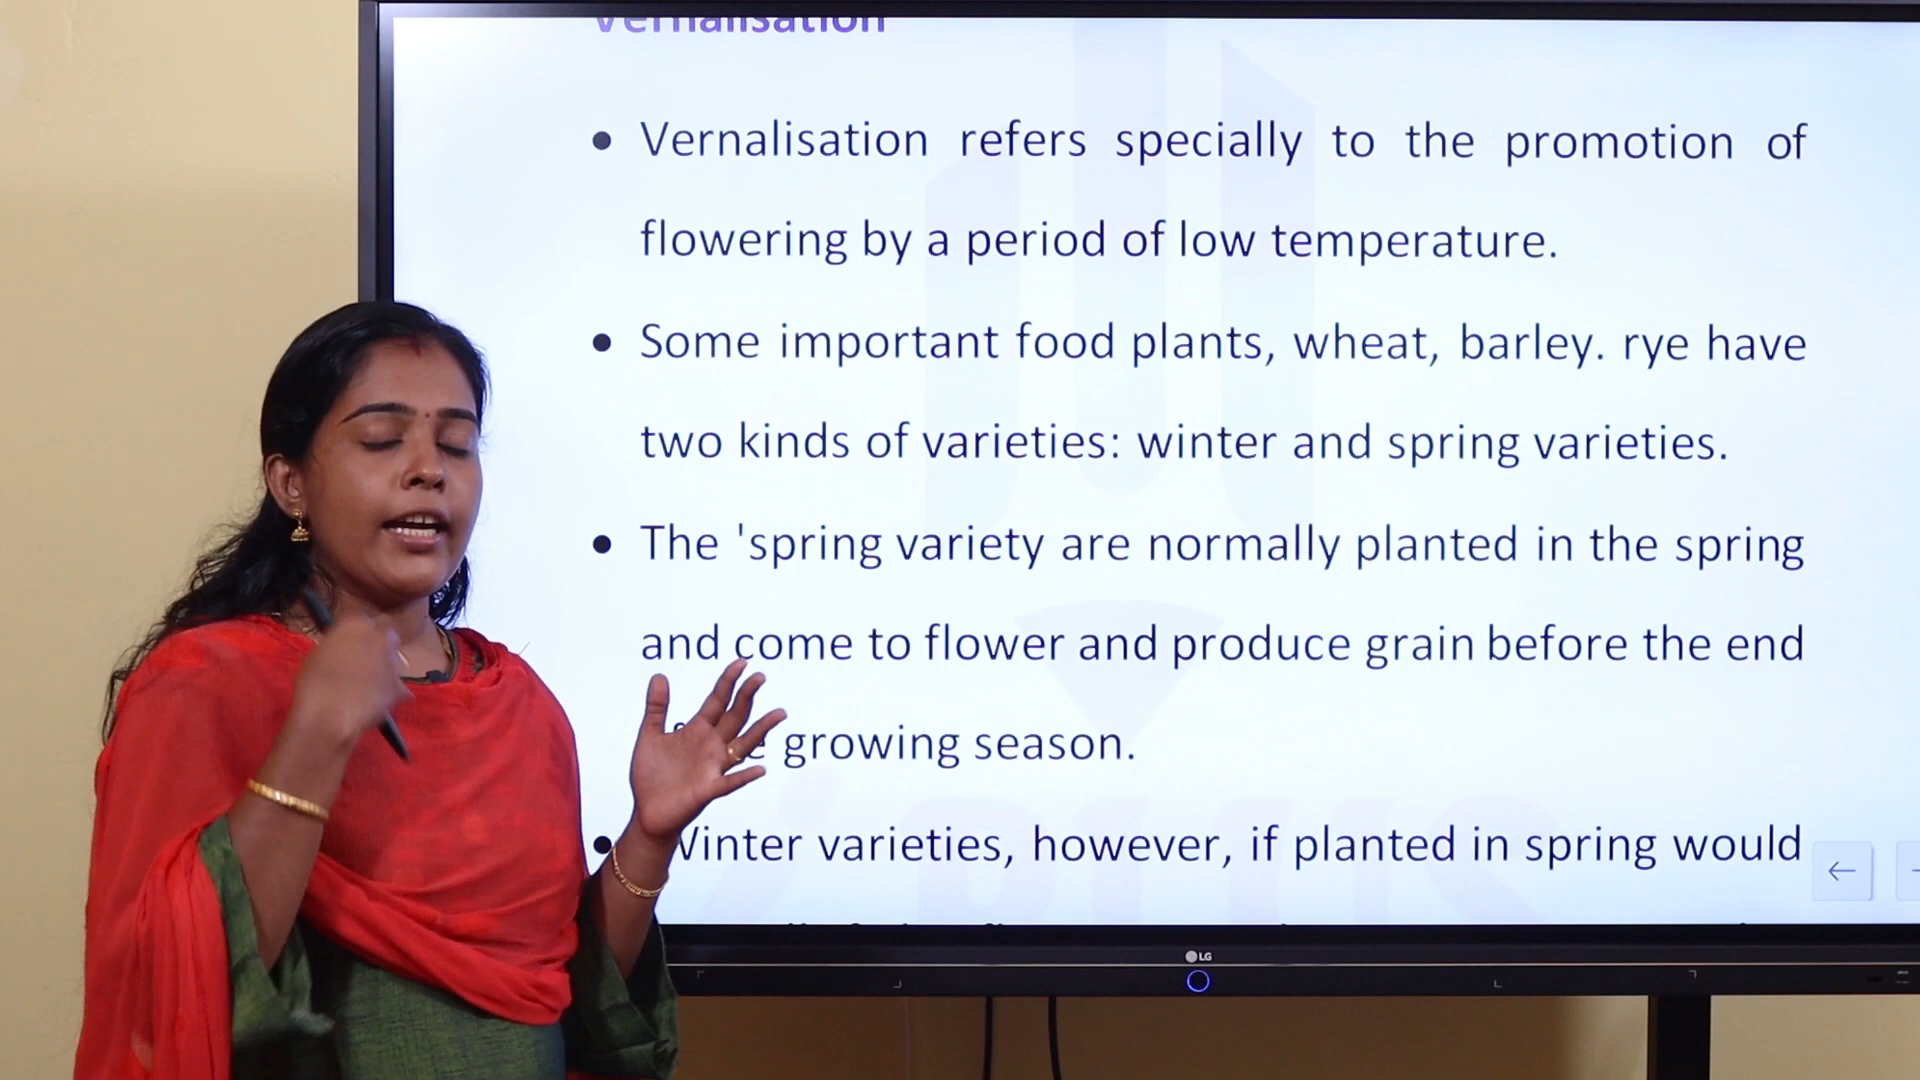 Vernalisation
• Vernalisation refers specially to the promotion of
flowering by a period of low temperature.
• Some important food plants, wheat, barley. rye have
two kinds of varieties: winter and spring varieties.
• The 'spring variety are normally planted in the spring
and come to flower and produce grain before the end
growing season.
• Winter varieties, however, if planted in spring would
LG